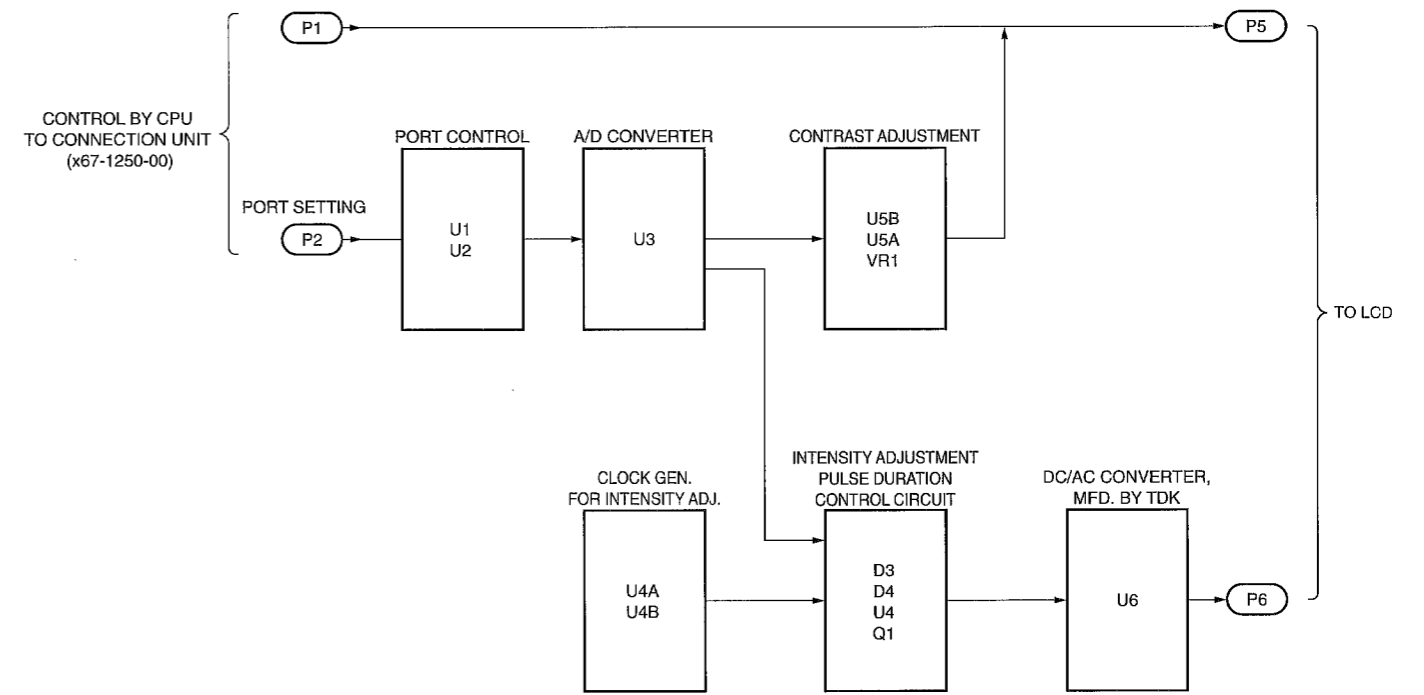 P1
P5
CONTROL BY CPU
TO CONNECTION UNIT
(x67-1250-00)
PORT CONTROL
A/D CONVERTER
CONTRAST ADJUSTMENT
PORT SETTING
P2
U1
U2
U3
U5B
U5A
VR1
TO LCD
CLOCK GEN.
FOR INTENSITY ADJ.
INTENSITY ADJUSTMENT
PULSE DURATION
CONTROL CIRCUIT
DC/AC CONVERTER,
MFD. BY TDK
U4A
U4B
D3
D4
U4
Q1
U6
P6